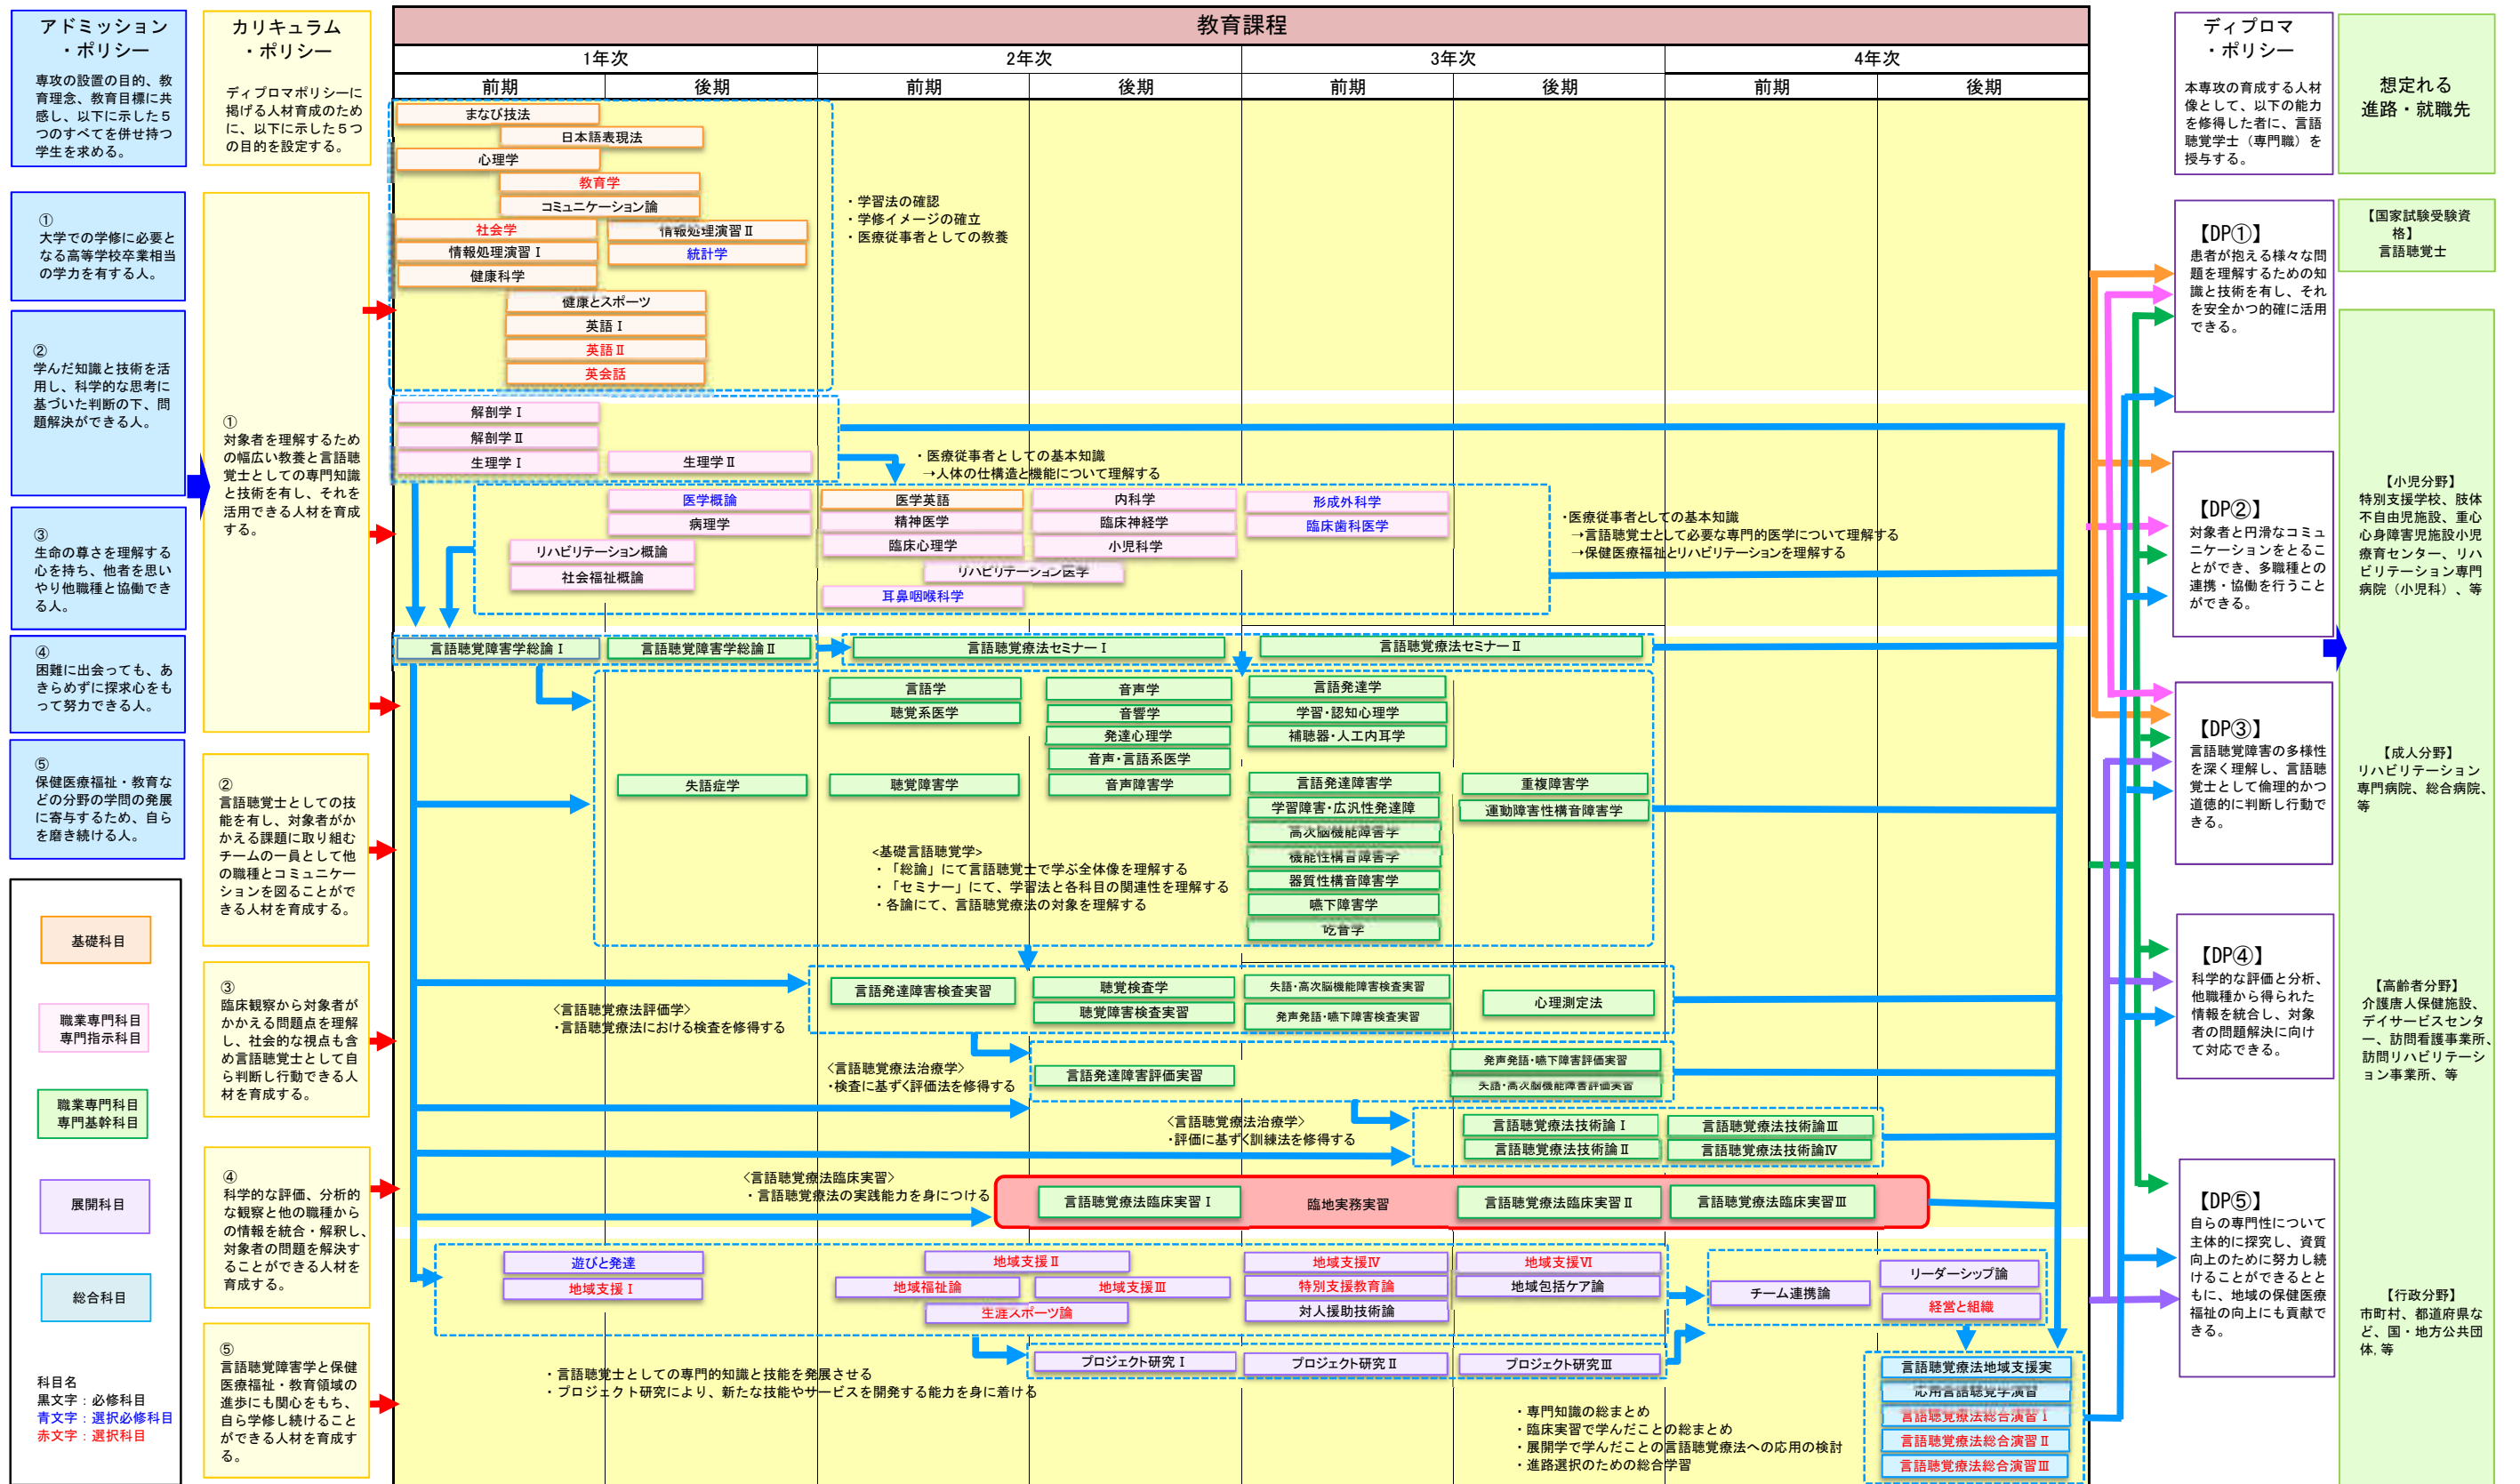 アドミッション
・ポリシー
専攻の設置の目的、教
育理念、教育目標に共
感し、以下に示した５
つのすべてを併せ持つ
学生を求める。
①
大学での学修に必要と
なる高等学校卒業相当
の学力を有する人。
②
学んだ知識と技術を活
用し、科学的な思考に
基づいた判断の下、問
題解決ができる人。
③
生命の尊さを理解する
心を持ち、他者を思い
やり他職種と協働でき
る人。
④
困難に出会っても、あ
きらめずに探求心をも
って努力できる人。
⑤
保健医療福祉・教育な
どの分野の学問の発展
に寄与するため、自ら
を磨き続ける人。
基礎科目
職業専門科目
専門指示科目
職業専門科目
専門基幹科目
展開科目
総合科目
科目名
黒文字：必修科目
青文字：選択必修科目
赤文字：選択科目
カリキュラム
・ポリシー
ディプロマポリシーに
掲げる人材育成のため
に、以下に示した５つ
の目的を設定する。
①
対象者を理解するため
の幅広い教養と言語聴
覚士としての専門知識
と技術を有し、それを
活用できる人材を育成
する。
②
言語聴覚士としての技
能を有し、対象者がか
かえる課題に取り組む
チームの一員として他
の職種とコミュニケー
ションを図ることがで
きる人材を育成する。
③
臨床観察から対象者が
かかえる問題点を理解
し、社会的な視点も含
め言語聴覚士として自
ら判断し行動できる人
材を育成する。
④
科学的な評価、分析的
な観察と他の職種から
の情報を統合・解釈し、
対象者の問題を解決す
ることができる人材を
育成する。
⑤
言語聴覚障害学と保健
医療福祉・教育領域の
進歩にも関心をもち、
自ら学修し続けること
ができる人材を育成す
る。
教育課程
1年次 2年次 3年次 4年次
前期 後期 前期 後期 前期 後期 前期 後期
まなび技法
日本語表現法
心理学
教育学
コミュニケーション論
社会学
情報処理演習Ⅱ
情報処理演習Ⅰ
統計学
健康科学
健康とスポーツ
英語Ⅰ
英語Ⅱ
英会話
・学習法の確認
・学修イメージの確立
・医療従事者としての教養
解剖学Ⅰ
解剖学Ⅱ
生理学Ⅰ
生理学Ⅱ
・医療従事者としての基本知識
→人体の仕構造と機能について理解する
医学概論
医学英語
内科学
形成外科学
病理学
精神医学
臨床神経学
臨床歯科医学
リハビリテーション概論
臨床心理学
小児科学
社会福祉概論
リハビリテーション医学
耳鼻咽喉科学
・医療従事者としての基本知識
→言語聴覚士として必要な専門的医学について理解する
→保健医療福祉とリハビリテーションを理解する
言語聴覚障害学総論Ⅰ
言語聴覚障害学総論Ⅱ
言語聴覚療法セミナーⅠ
言語聴覚療法セミナーⅡ
言語学
音声学
言語発達学
聴覚系医学
音響学
学習・認知心理学
発達心理学
補聴器・人工内耳学
音声・言語系医学
失語症学
聴覚障害学
音声障害学
言語発達障害学
重複障害学
学習障害・広汎性発達障
運動障害性構音障害学
高次脳機能障害学
機能性構音障害学
器質性構音障害学
嚥下障害学
吃音学
<基礎言語聴覚学>
・「総論」にて言語聴覚士で学ぶ全体像を理解する
・「セミナー」にて、学習法と各科目の関連性を理解する
・各論にて、言語聴覚療法の対象を理解する
言語発達障害検査実習
聴覚検査学
失語・高次脳機能障害検査実習
聴覚障害検査実習
発声発語・嚥下障害検査実習
心理測定法
〈言語聴覚療法評価学〉
・言語聴覚療法における検査を修得する
〈言語聴覚療法治療学〉
・検査に基ずく評価法を修得する
言語発達障害評価実習
発声発語・嚥下障害評価実習
失語・高次脳機能障害評価実習
〈言語聴覚療法治療学〉
・評価に基ずく訓練法を修得する
言語聴覚療法技術論Ⅰ
言語聴覚療法技術論Ⅲ
言語聴覚療法技術論Ⅱ
言語聴覚療法技術論Ⅳ
〈言語聴覚療法臨床実習〉
・言語聴覚療法の実践能力を身につける
言語聴覚療法臨床実習Ⅰ
臨地実務実習
言語聴覚療法臨床実習Ⅱ
言語聴覚療法臨床実習Ⅲ
遊びと発達
地域支援Ⅱ
地域支援Ⅳ
地域支援Ⅵ
地域支援Ⅰ
地域福祉論
地域支援Ⅲ
特別支援教育論
地域包括ケア論
生涯スポーツ論
対人援助技術論
チーム連携論
リーダーシップ論
経営と組織
プロジェクト研究Ⅰ
プロジェクト研究Ⅱ
プロジェクト研究Ⅲ
・言語聴覚士としての専門的知識と技能を発展させる
・プロジェクト研究により、新たな技能やサービスを開発する能力を身に着ける
言語聴覚療法地域支援実
応用言語聴覚学演習
言語聴覚療法総合演習Ⅰ
言語聴覚療法総合演習Ⅱ
言語聴覚療法総合演習Ⅲ
・専門知識の総まとめ
・臨床実習で学んだことの総まとめ
・展開学で学んだことの言語聴覚療法への応用の検討
・進路選択のための総合学習
ディプロマ
・ポリシー
本専攻の育成する人材
像として、以下の能力
を修得した者に、言語
聴覚学士（専門職）を
授与する。
【DP①】
患者が抱える様々な問
題を理解するための知
識と技術を有し、それ
を安全かつ的確に活用
できる。
【DP②】
対象者と円滑なコミュ
ニケーションをとるこ
とができ、多職種との
連携・協働を行うこと
ができる。
【DP③】
言語聴覚障害の多様性
を深く理解し、言語聴
覚士として倫理的かつ
道徳的に判断し行動で
きる。
【DP④】
科学的な評価と分析、
他職種から得られた
情報を統合し、対象
者の問題解決に向け
て対応できる。
【DP⑤】
自らの専門性について
主体的に探究し、資質
向上のために努力し続
けることができるとと
もに、地域の保健医療
福祉の向上にも貢献で
きる。
想定れる
進路・就職先
【国家試験受験資
格】
言語聴覚士
【小児分野】
特別支援学校、肢体
不自由児施設、重心
心身障害児施設小児
療育センター、リハ
ビリテーション専門
病院（小児科）、等
【成人分野】
リハビリテーション
専門病院、総合病院、
等
【高齢者分野】
介護唐人保健施設、
デイサービスセンタ
ー、訪問看護事業所、
訪問リハビリテーシ
ョン事業所、等
【行政分野】
市町村、都道府県な
ど、国・地方公共団
体,等